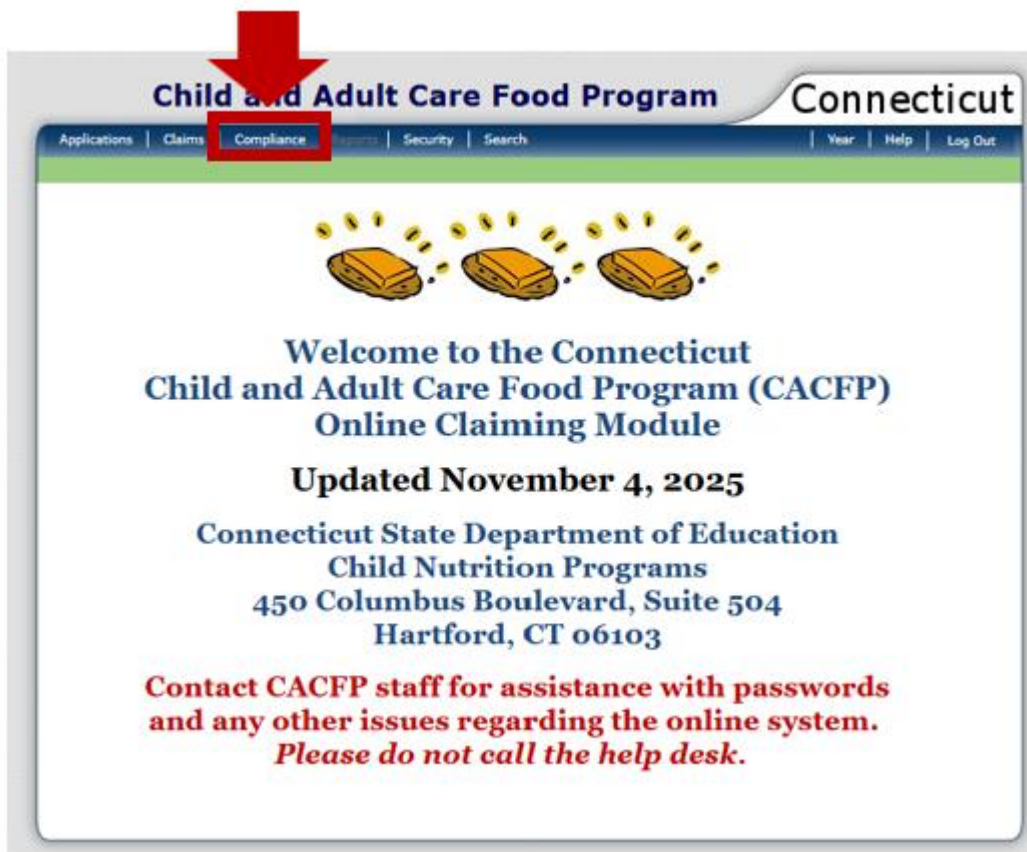 Child and Adult Care Food Program
Connecticut
Applications | Claims Compliance Reports | Security | Search | Year | Help | Log Out
Welcome to the Connecticut
Child and Adult Care Food Program (CACFP)
Online Claiming Module
Updated November 4, 2025
Connecticut State Department of Education
Child Nutrition Programs
450 Columbus Boulevard, Suite 504
Hartford, CT 06103
Contact CACFP staff for assistance with passwords
and any other issues regarding the online system.
Please do not call the help desk.